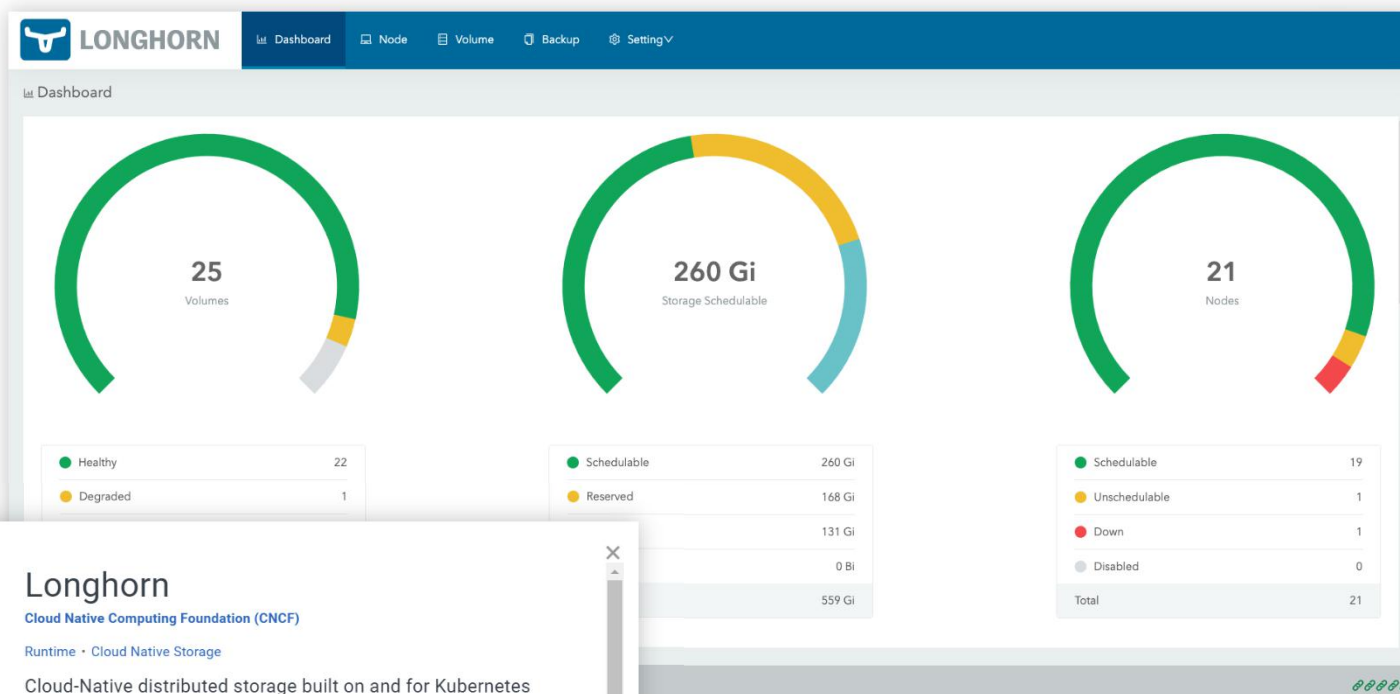 LONGHORN Dashboard Node Volume Backup Setting
Dashboard
25
Volumes
260 Gi
Storage Schedulable
21
Nodes
Healthy 22
Degraded 1
Schedulable 260 Gi
Reserved 168 Gi
131 Gi
0 Bi
559 Gi
Schedulable 19
Unschedulable 1
Down 1
Disabled 0
Total 21
Longhorn
Cloud Native Computing Foundation (CNCF)
Runtime • Cloud Native Storage
Cloud-Native distributed storage built on and for Kubernetes